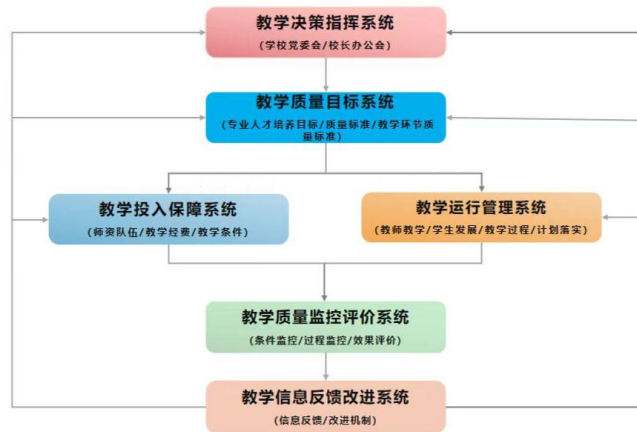 教学决策指挥系统
(学校党委会/校长办公会)
教学质量目标系统
(专业人才培养目标/质量标准/教学环节质
量标准)
教学投入保障系统
(师资队伍/教学经费/教学条件)
教学运行管理系统
(教师教学/学生发展/教学过程/计划落实)
教学质量监控评价系统
(条件监控/过程监控/效果评价)
教学信息反馈改进系统
(信息反馈/改进机制)